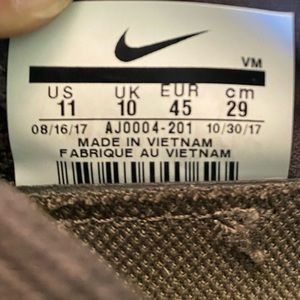 VM
US UK EUR cm
11 10 45 29
08/16/17 AJ0004-201 10/30/17
MADE IN VIETNAM
FABRIQUE AU VIETNAM